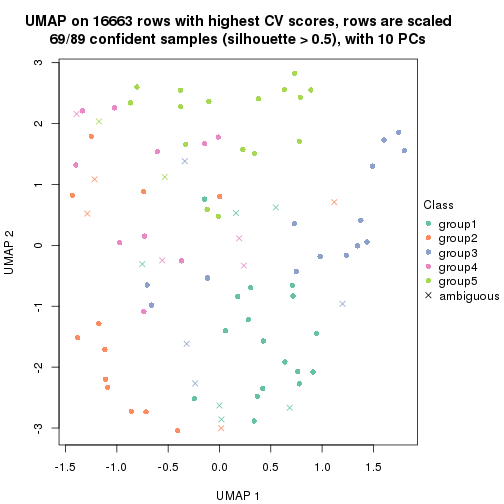 UMAP on 16663 rows with highest CV scores, rows are scaled
69/89 confident samples (silhouette > 0.5), with 10 PCs
3
2
1
0
-1
-2
-3
UMAP 2
-1.5 -1.0 -0.5 0.0 0.5 1.0 1.5
UMAP 1
Class
group1
group2
group3
group4
group5
ambiguous